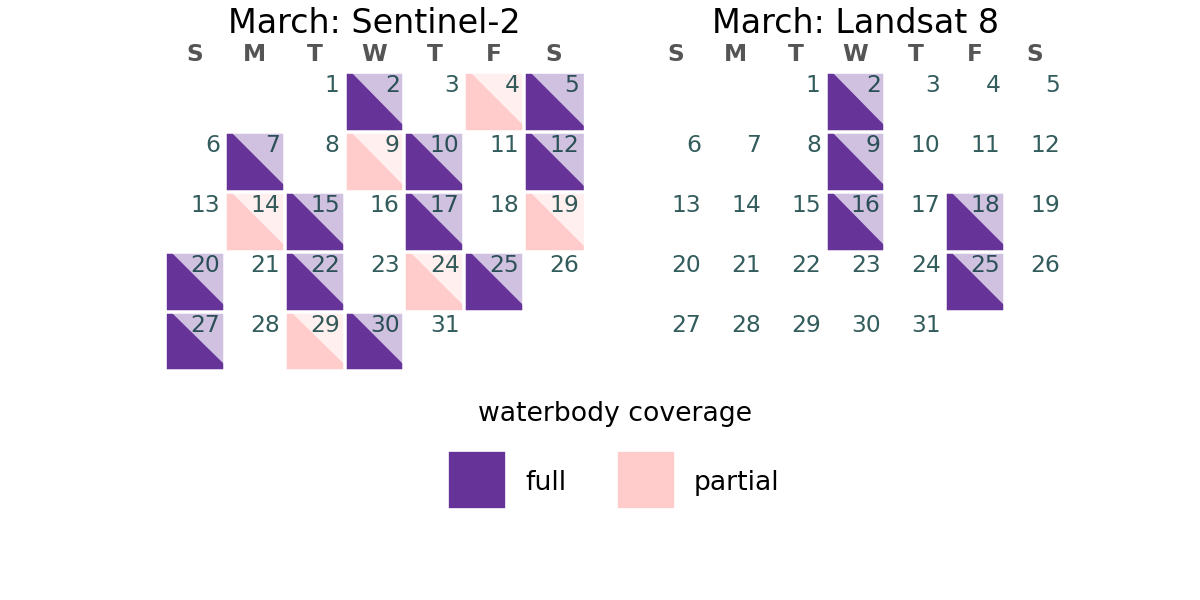 March: Sentinel-2
S M T W T F S
1 2 3 4 5
6 7 8 9 10 11 12
13 14 15 16 17 18 19
20 21 22 23 24 25 26
27 28 29 30 31
March: Landsat 8
S M T W T F S
1 2 3 4 5
6 7 8 9 10 11 12
13 14 15 16 17 18 19
20 21 22 23 24 25 26
27 28 29 30 31
waterbody coverage
full
partial